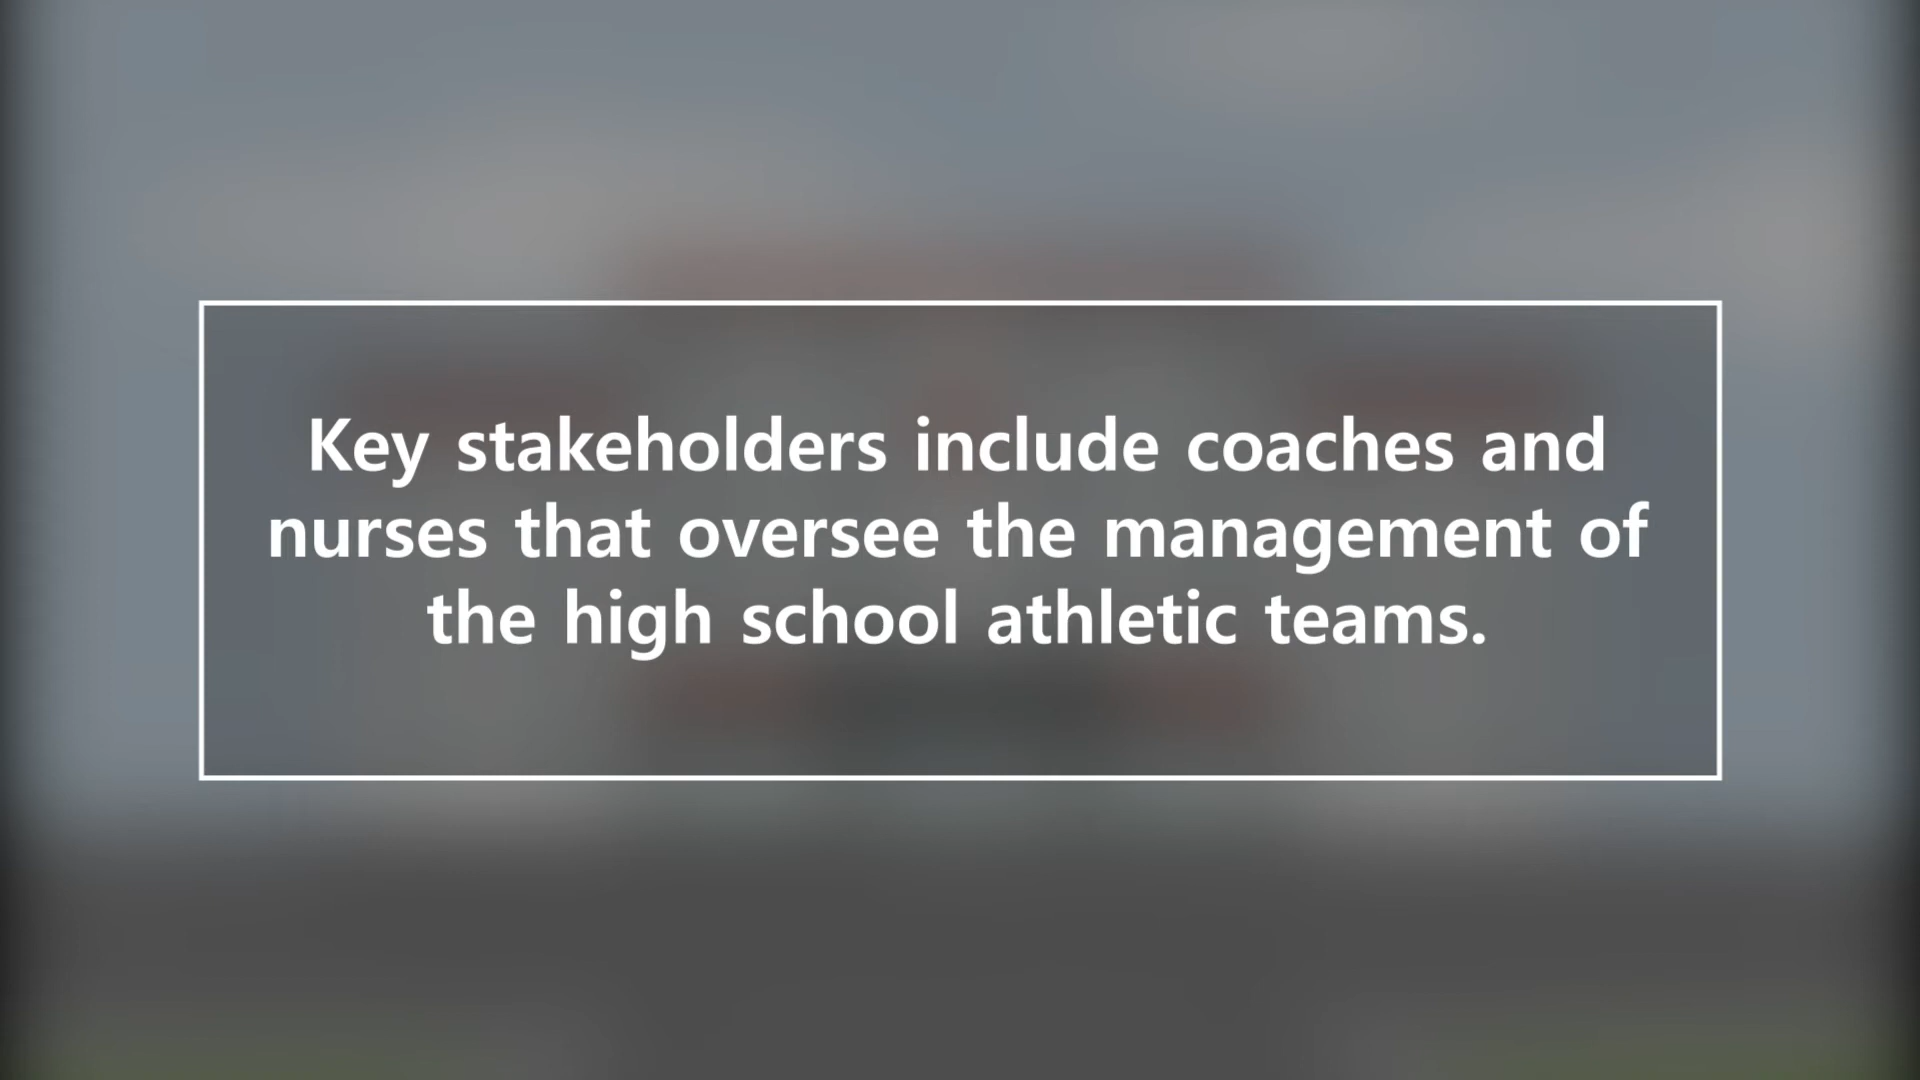 Key stakeholders include coaches and
nurses that oversee the management of
the high school athletic teams.